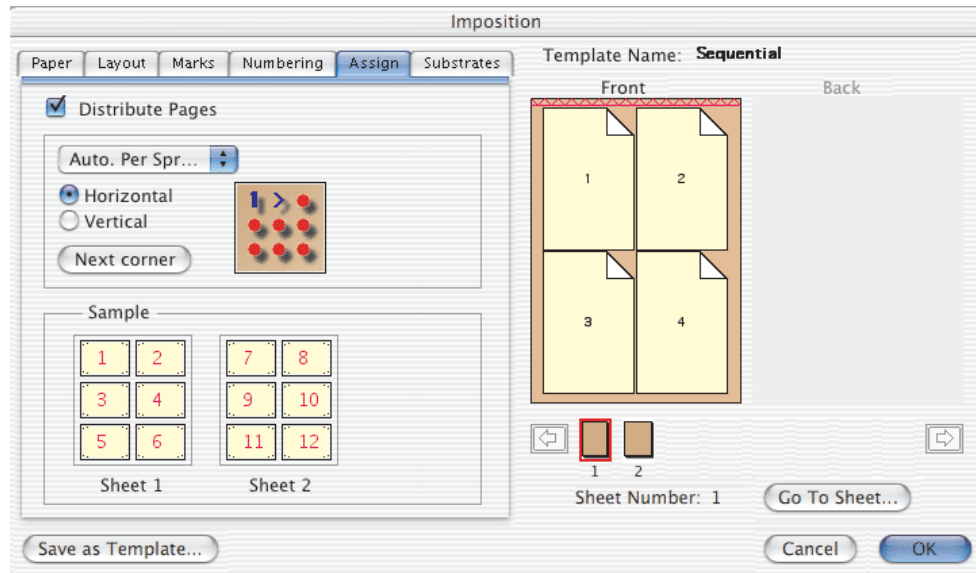 Imposition
Paper Layout Marks Numbering Assign Substrates
Distribute Pages
Auto. Per Spr...
Horizontal
Vertical
1
Next corner
Sample
1 2 7 8
3 4 9 10
5 6 11 12
Sheet 1 Sheet 2
Save as Template...
Template Name: Sequential
Front Back
1 2
3 4
1 2
Sheet Number: 1 Go To Sheet...
Cancel OK